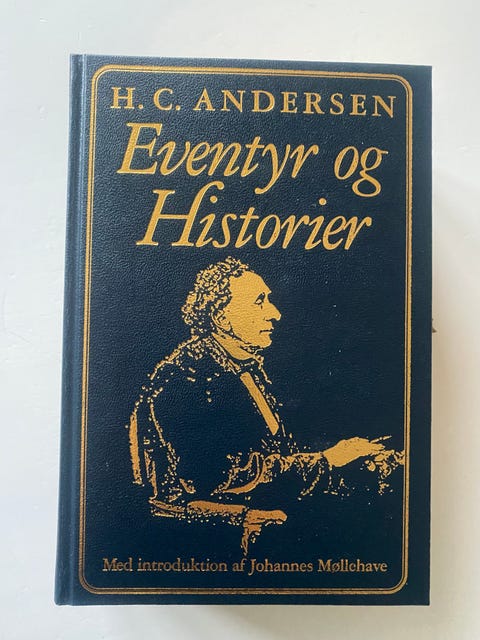 H. C. ANDERSEN
Eventyr og
Historier
Med introduktion af Johannes Møllehave